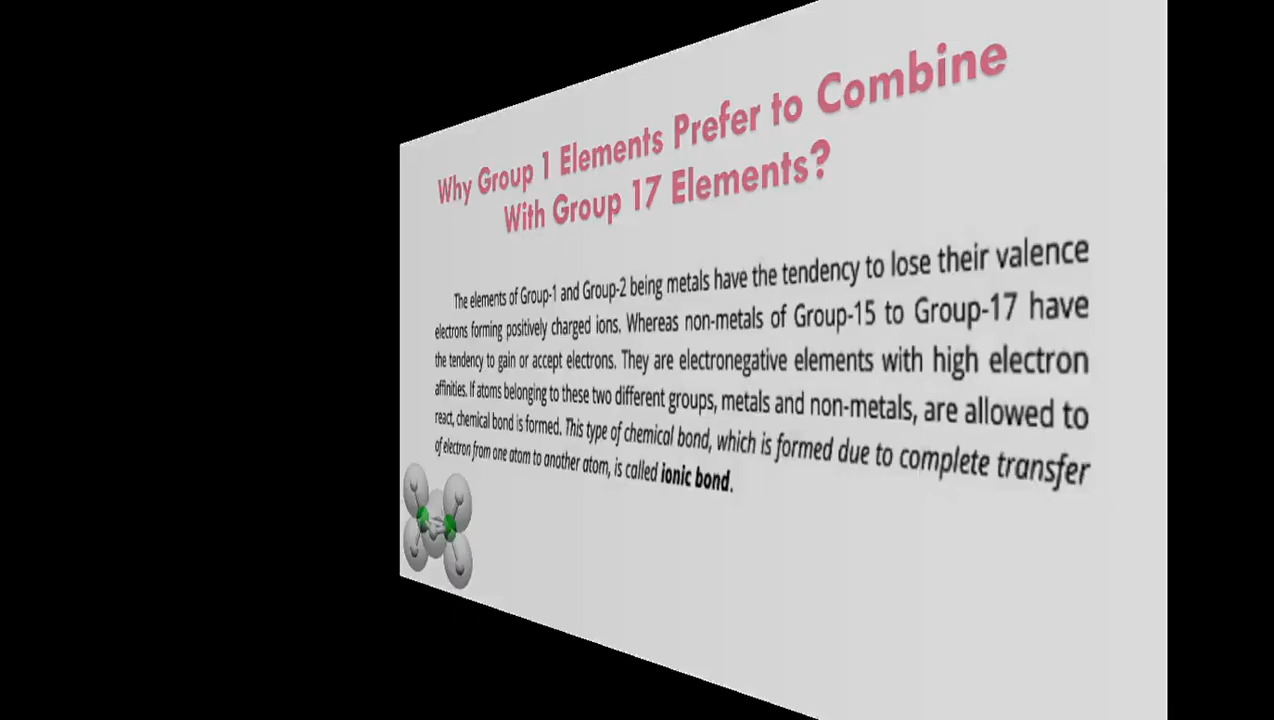 Why Group 1 Elements Prefer to Combine
With Group 17 Elements?
The elements of Group-1 and Group-2 being metals have the tendency to lose their valence
electrons forming positively charged ions. Whereas non-metals of Group-15 to Group-17 have
the tendency to gain or accept electrons. They are electronegative elements with high electron
affinities. If atoms belonging to these two different groups, metals and non-metals, are allowed to
react, chemical bond is formed. This type of chemical bond, which is formed due to complete transfer
of electron from one atom to another atom, is called ionic bond.